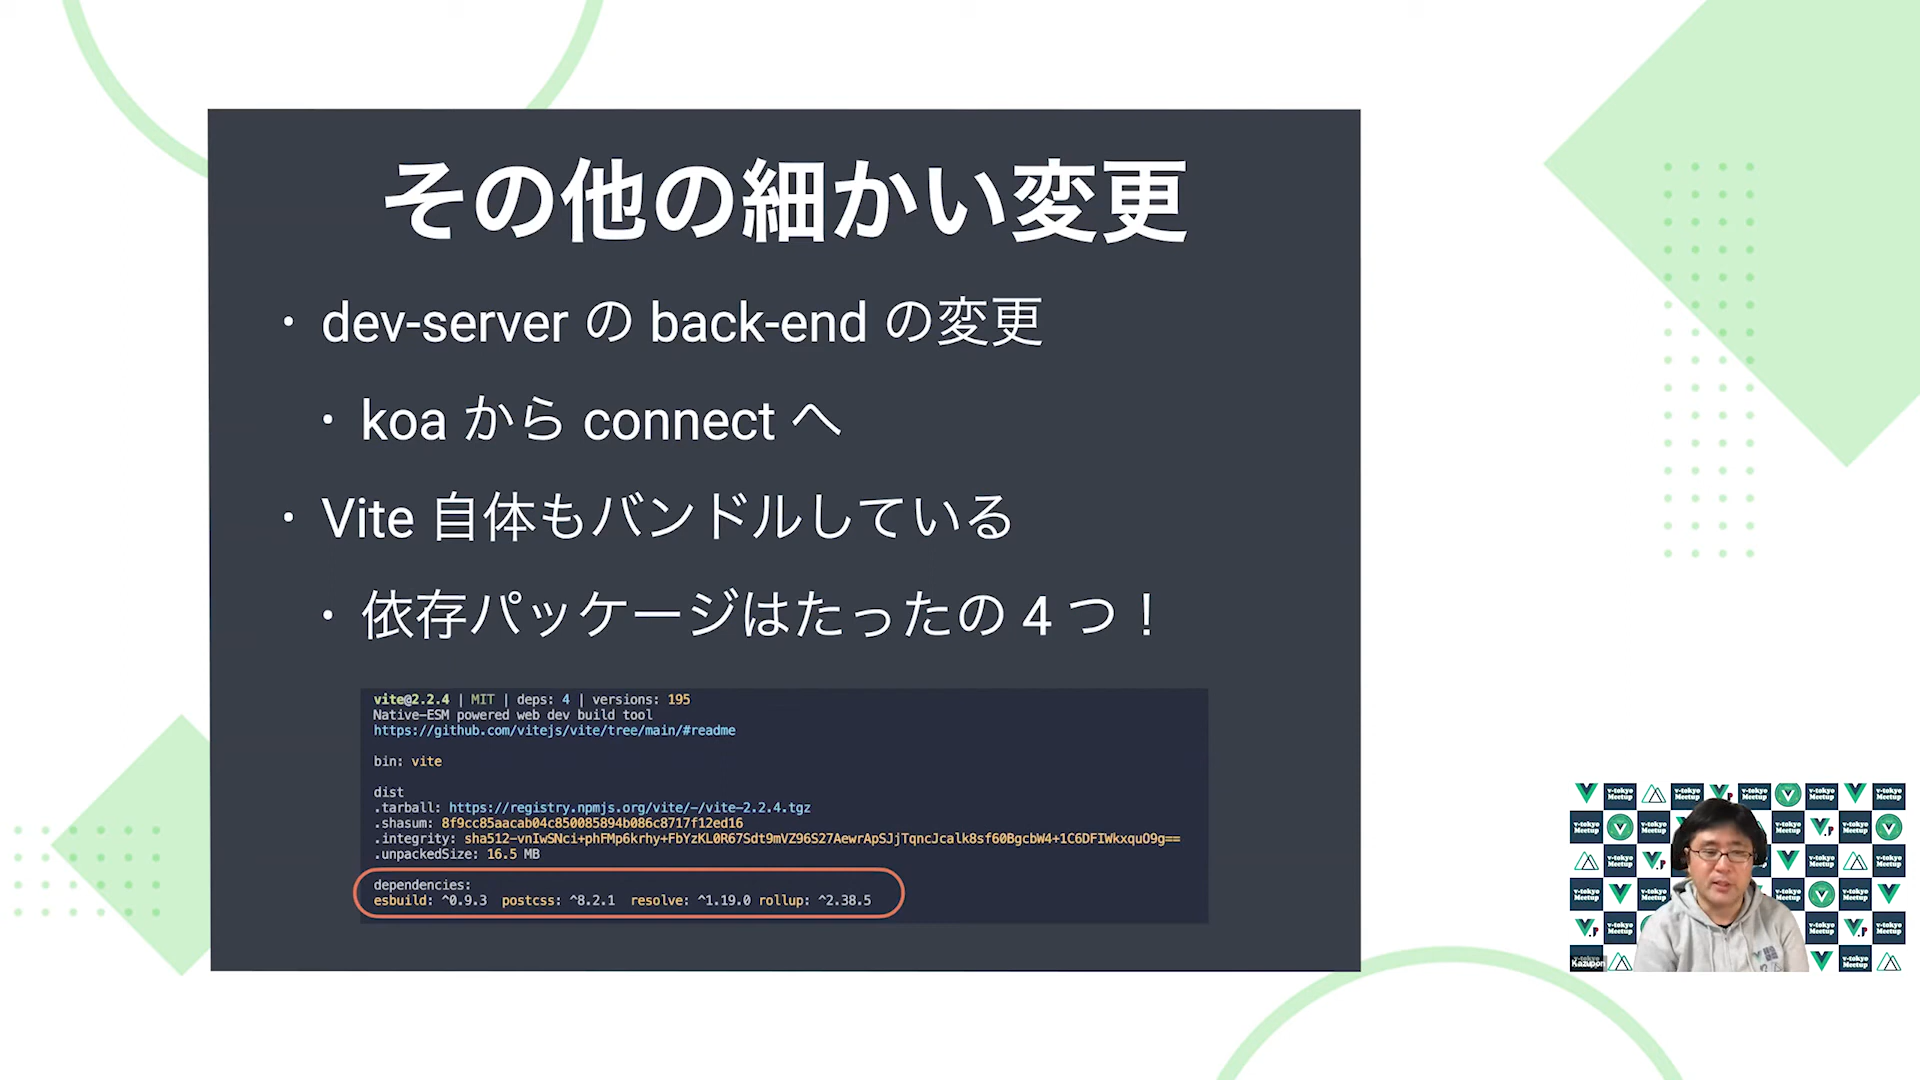 その他の細かい変更
・ dev-server の back-end の変更
・ koa から connect へ
・ Vite 自体もバンドルしている
・ 依存パッケージはたったの 4 つ！
vite@2.2.4 | MIT | deps: 4 | versions: 195
Native-ESM powered web dev build tool
https://github.com/vitejs/vite/tree/main/#readme
bin: vite
dist
.tarball: https://registry.npmjs.org/vite/-/vite-2.2.4.tgz
.shasum: 8f9cc85aacab04c850085894b086c8717f12ed16
.integrity: sha512-vnIwSNci+phFMp6krhy+FbYzKL0R67Sdt9mVZ96S27AewrApSJjTqncJcalk8sf60BgcbW4+1C6DFIWkxquO9g==
.unpackedSize: 16.5 MB
dependencies:
esbuild: ^0.9.3 postcss: ^8.2.1 resolve: ^1.19.0 rollup: ^2.38.5
v-tokyo Meetup
Kazupon